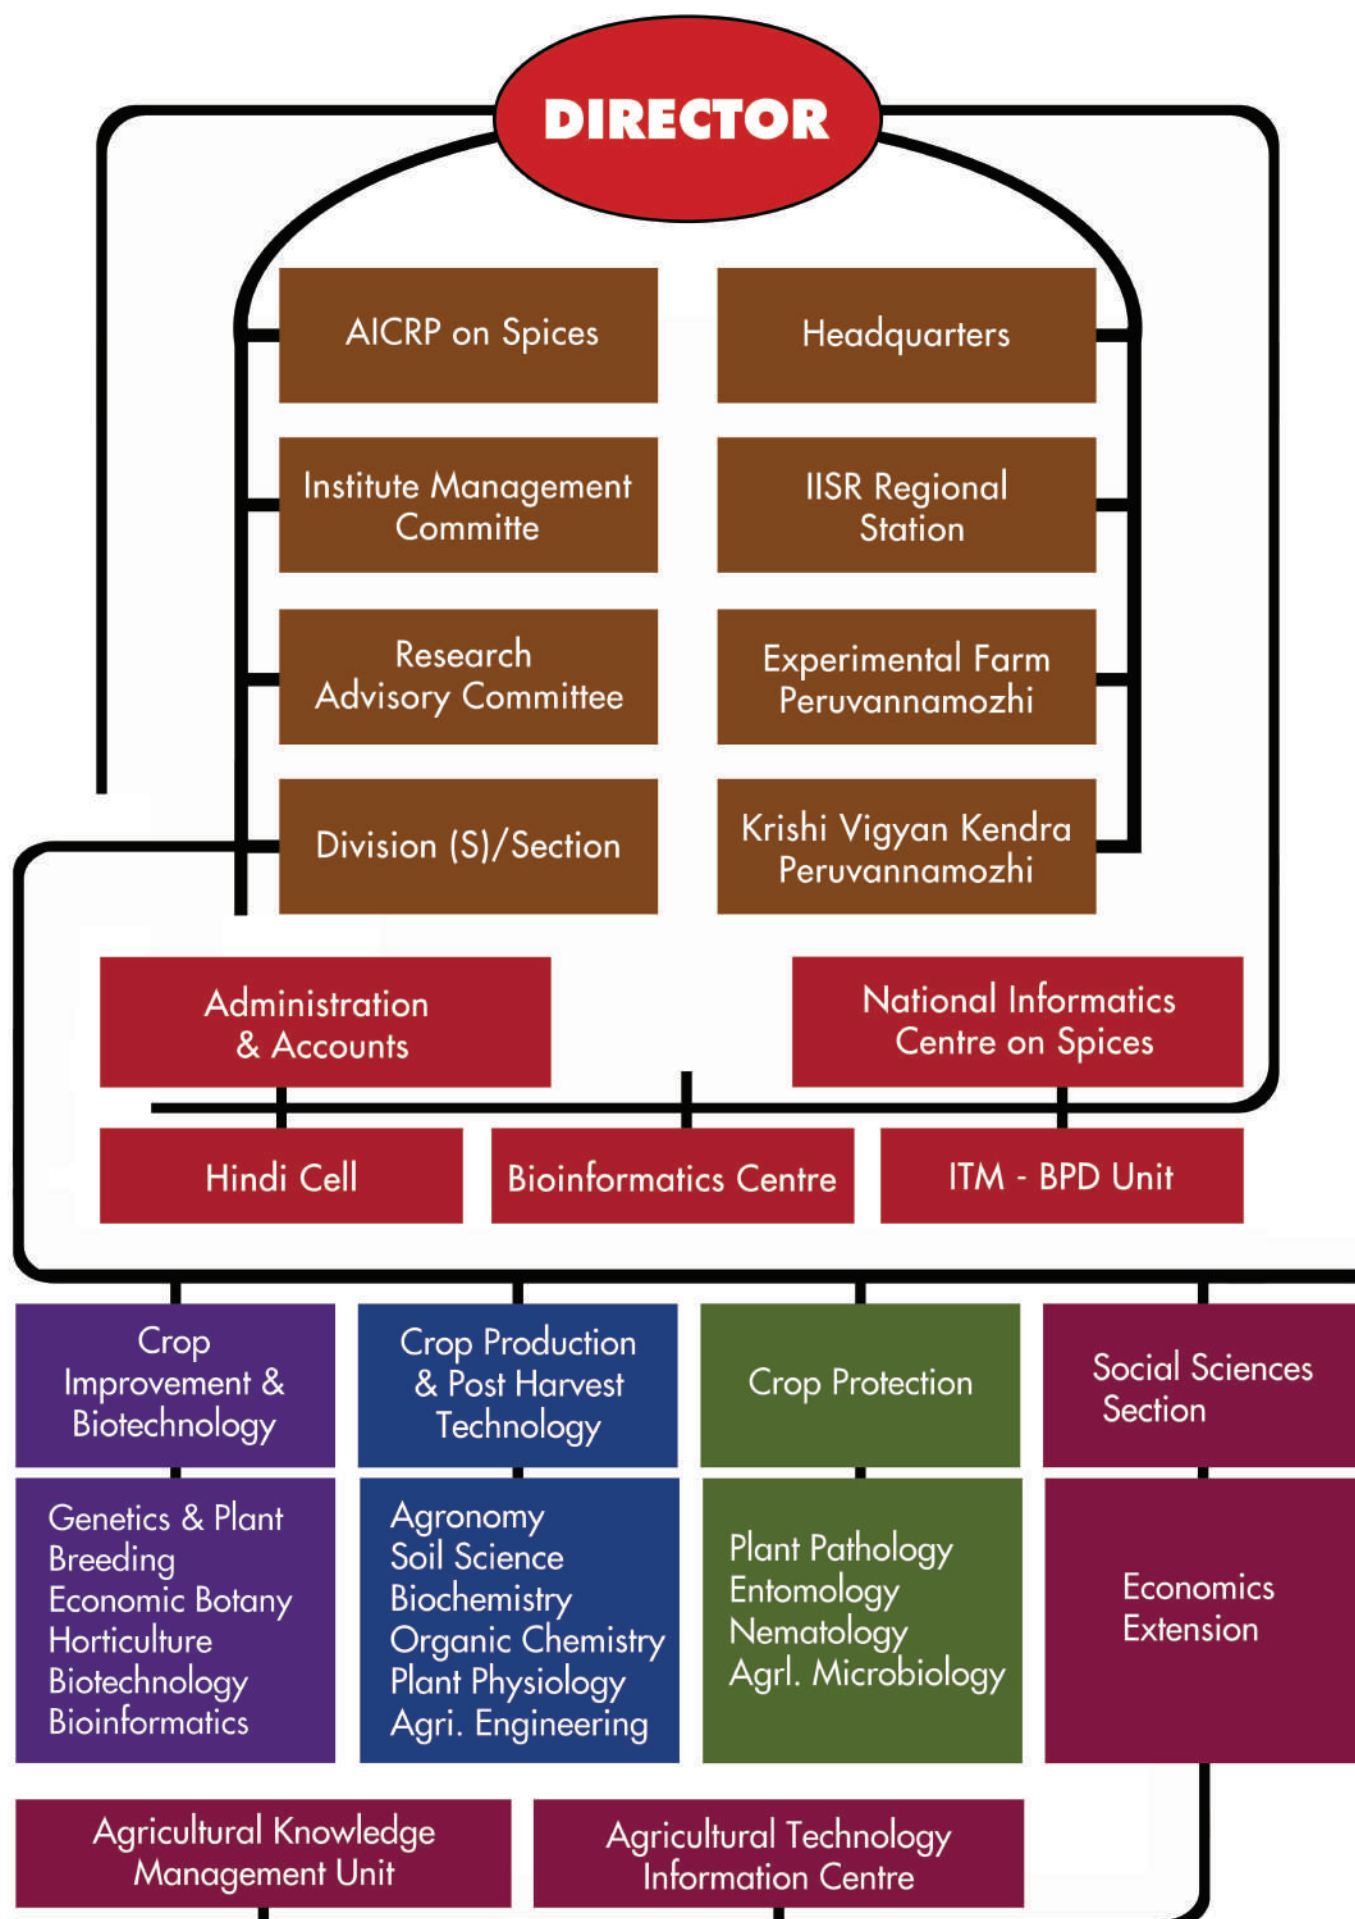 DIRECTOR
AICRP on Spices
Headquarters
Institute Management
Committe
IISR Regional
Station
Research
Advisory Committee
Experimental Farm
Peruvannamozhi
Division (S)/Section
Krishi Vigyan Kendra
Peruvannamozhi
Administration
& Accounts
National Informatics
Centre on Spices
Hindi Cell
Bioinformatics Centre
ITM - BPD Unit
Crop
Improvement &
Biotechnology
Crop Production
& Post Harvest
Technology
Crop Protection
Social Sciences
Section
Genetics & Plant
Breeding
Economic Botany
Horticulture
Biotechnology
Bioinformatics
Agronomy
Soil Science
Biochemistry
Organic Chemistry
Plant Physiology
Agri. Engineering
Plant Pathology
Entomology
Nematology
Agrl. Microbiology
Economics
Extension
Agricultural Knowledge
Management Unit
Agricultural Technology
Information Centre